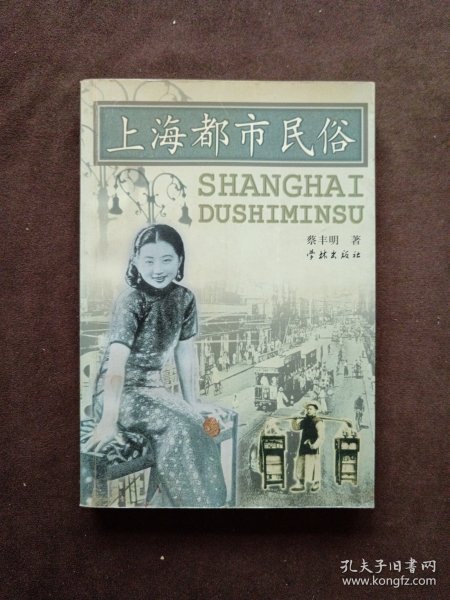 上海都市民俗
SHANGHAI
DUSHIMINSU
蔡丰明 著
学林出版社
孔夫子旧书网
www.kongfz.com